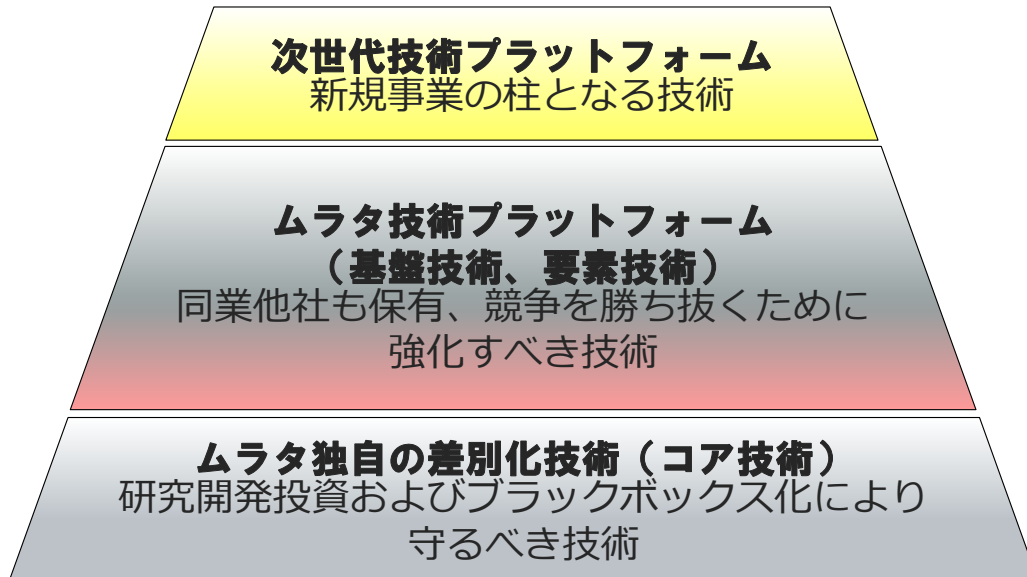 次世代技術プラットフォーム
新規事業の柱となる技術
ムラタ技術プラットフォーム
（基盤技術、要素技術）
同業他社も保有、競争を勝ち抜くために
強化すべき技術
ムラタ独自の差別化技術（コア技術）
研究開発投資およびブラックボックス化により
守るべき技術